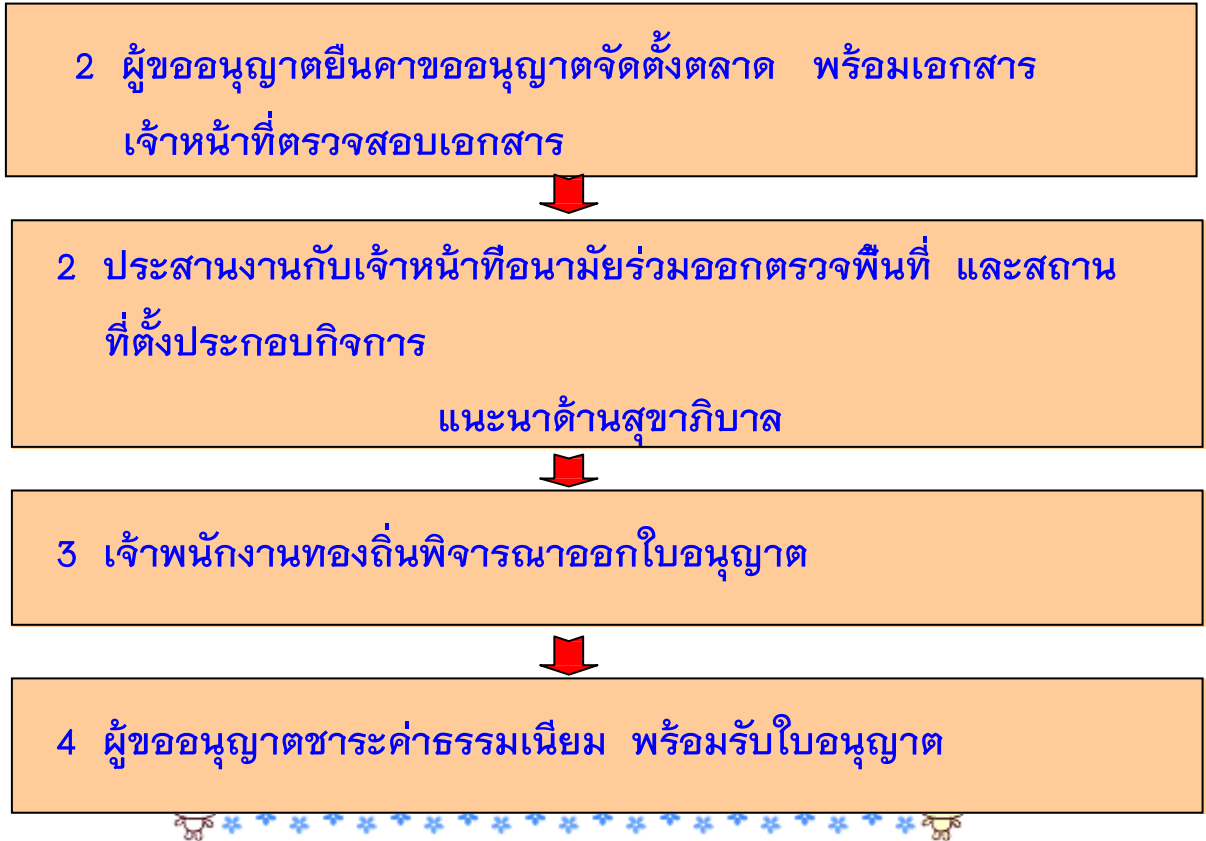 2 ผู้ขออนุญาตยืนคาขออนุญาตจัดตั้งตลาด พร้อมเอกสาร
เจ้าหน้าที่ตรวจสอบเอกสาร
2 ประสานงานกับเจ้าหน้าทือนามัยร่วมออกตรวจพืนที่ และสถาน
ที่ตั้งประกอบกิจการ
แนะนาด้านสุขาภิบาล
3 เจ้าพนักงานทองถิ่นพิจารณาออกใบอนุญาต
4 ผู้ขออนุญาตชาระค่าธรรมเนียม พร้อมรับใบอนุญาต